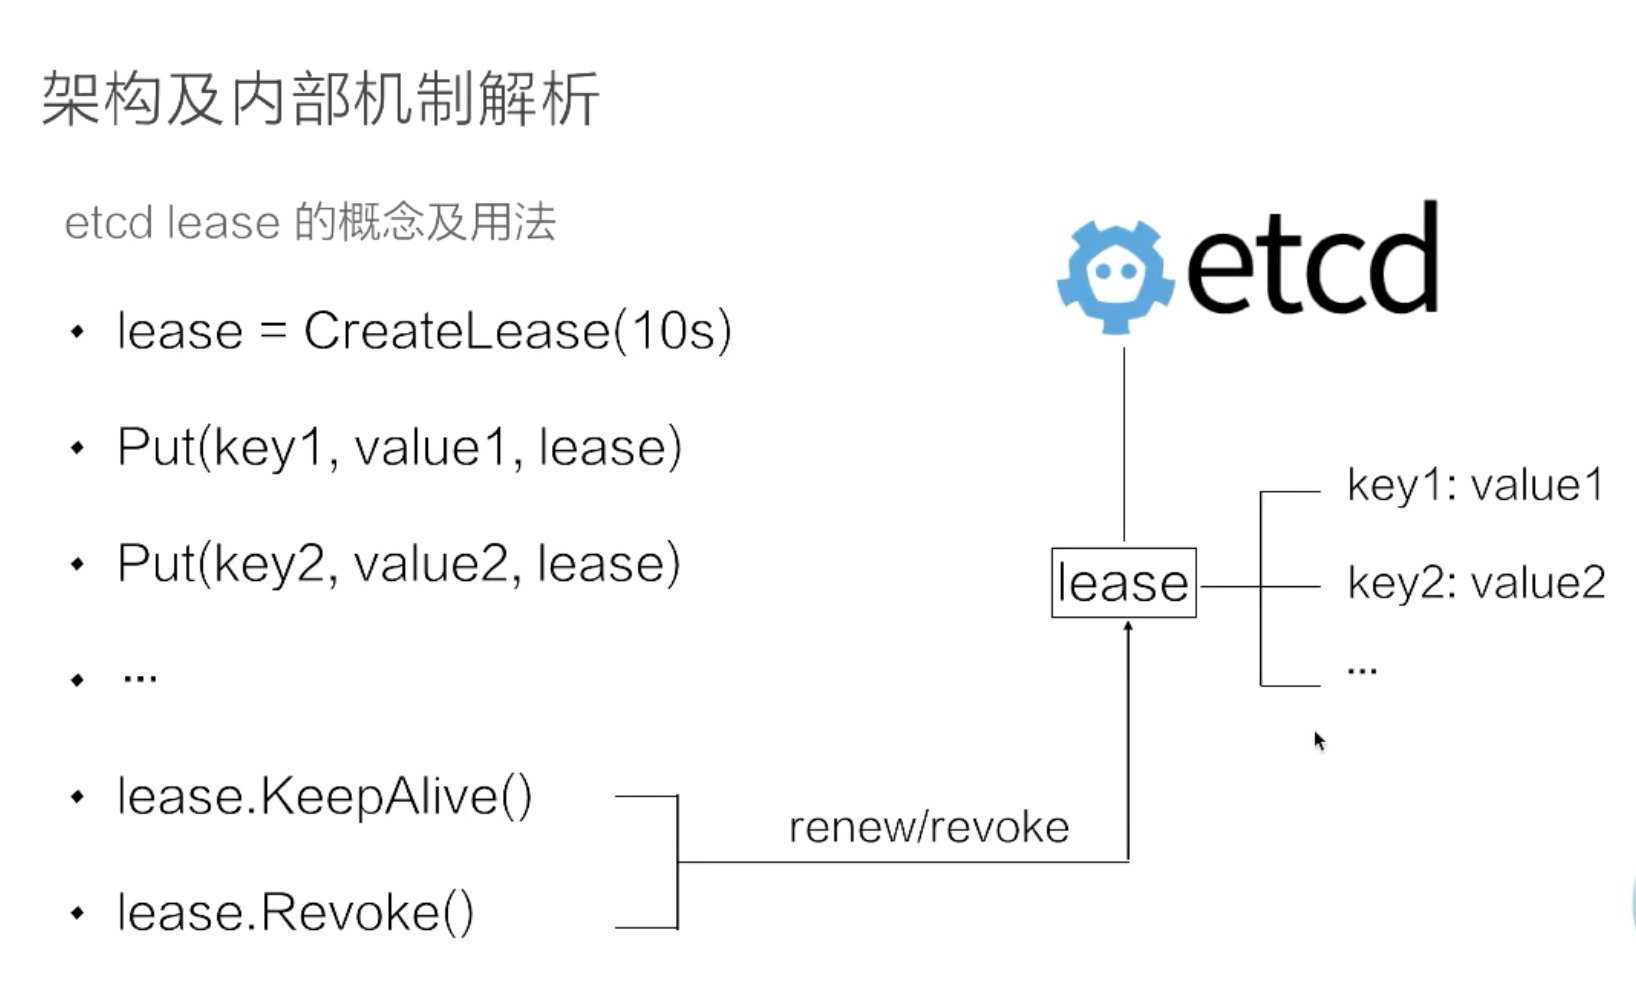 架构及内部机制解析
etcd lease 的概念及用法
lease = CreateLease(10s)
Put(key1, value1, lease)
Put(key2, value2, lease)
...
lease.KeepAlive()
lease.Revoke()
renew/revoke
etcd
lease
key1: value1
key2: value2
...